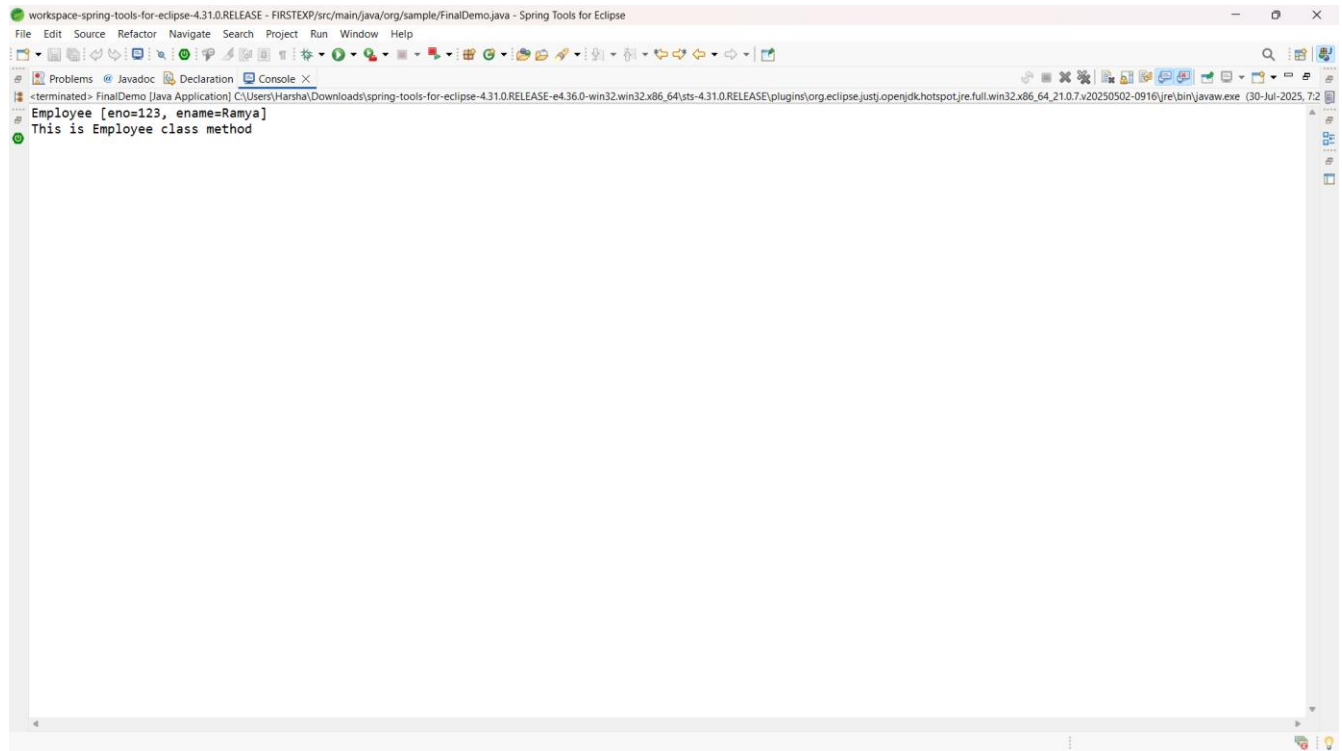 workspace-spring-tools-for-eclipse-4.31.0.RELEASE - FIRSTEXP/src/main/java/org/sample/FinalDemo.java - Spring Tools for Eclipse
File Edit Source Refactor Navigate Search Project Run Window Help
Problems @ Javadoc Declaration Console
<terminated> FinalDemo [Java Application] C:\Users\Harsha\Downloads\spring-tools-for-eclipse-4.31.0.RELEASE-e4.36.0-win32.win32.x86_64\sts-4.31.0.RELEASE\plugins\org.eclipse.justj.openjdk.hotspot.jre.full.win32.x86_64_21.0.7.v20250502-0916\jre\bin\javaw.exe (30-Jul-2025, 7:2
Employee [eno=123, ename=Ramya]
This is Employee class method